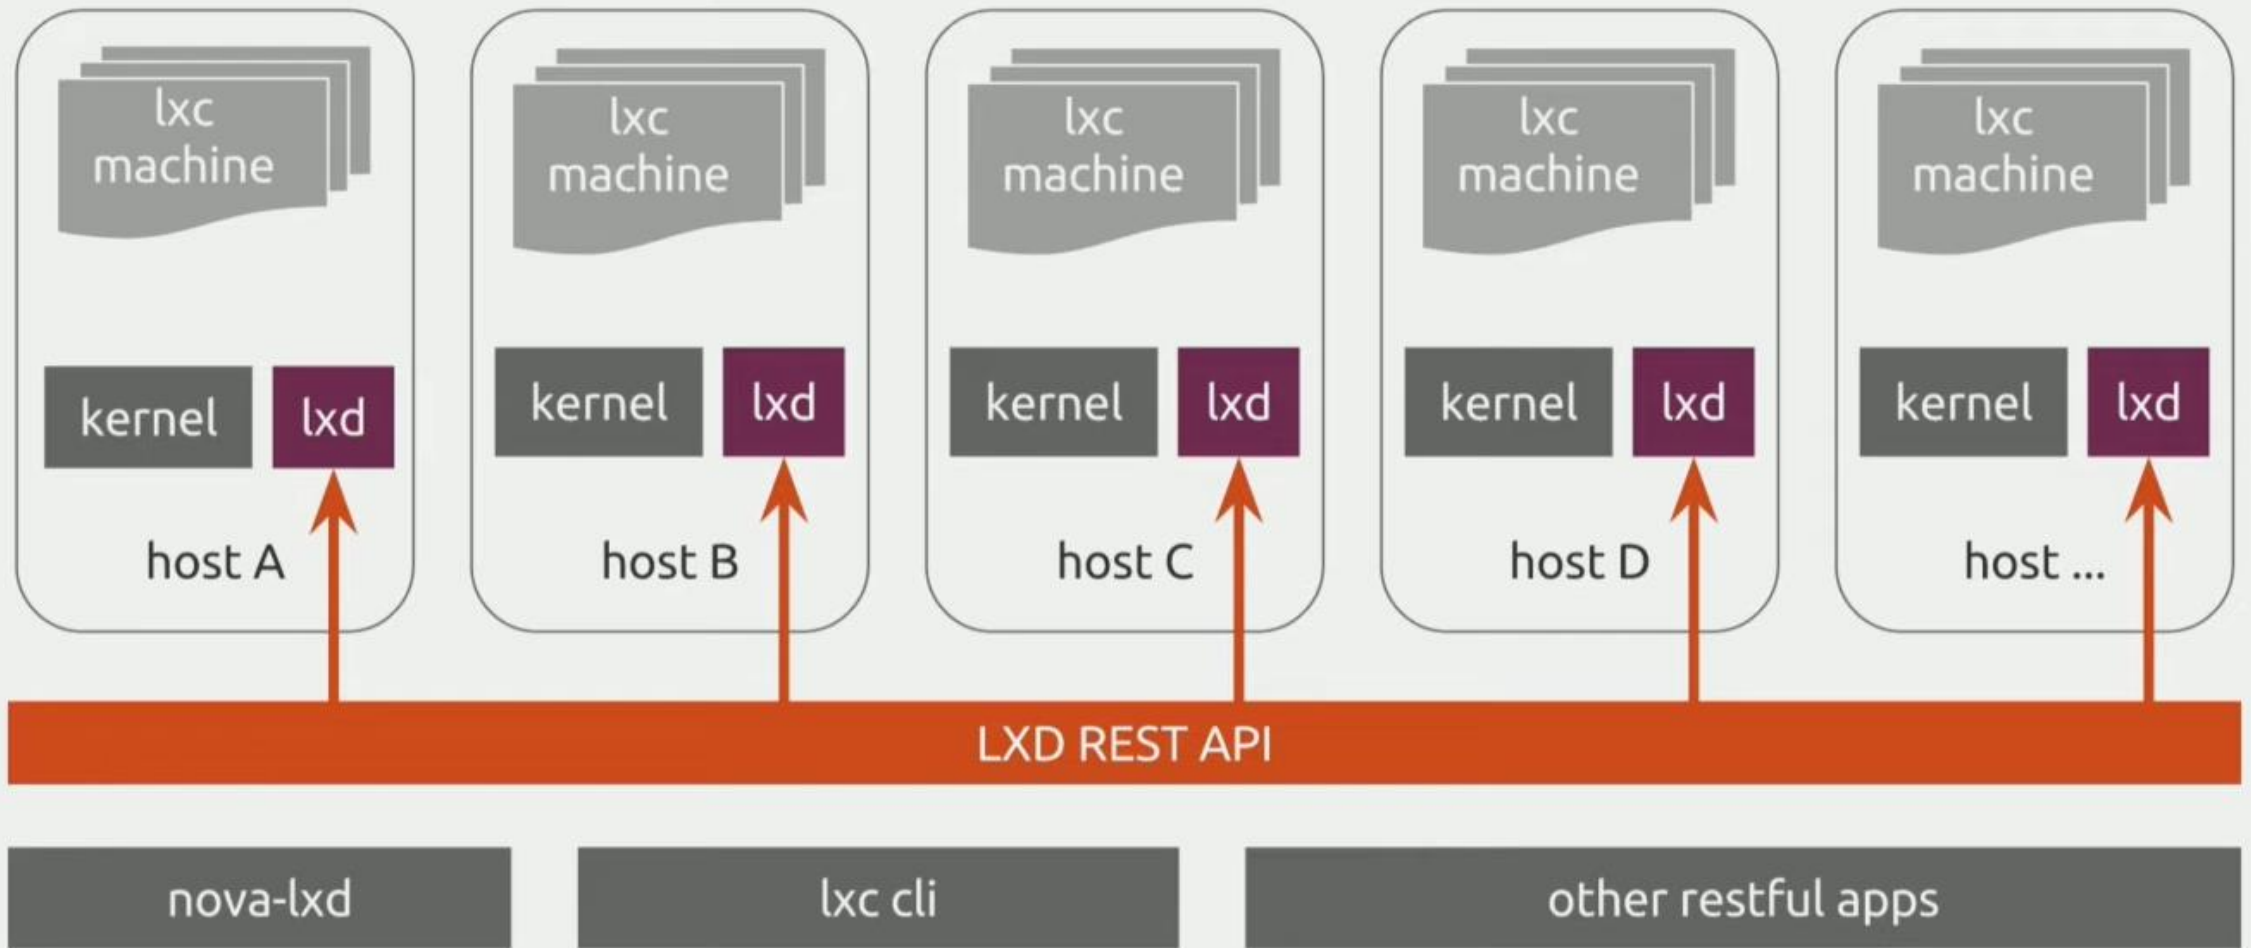 lxc
machine
kernel
lxd
host A
lxc
machine
kernel
lxd
host B
lxc
machine
kernel
lxd
host C
lxc
machine
kernel
lxd
host D
lxc
machine
kernel
lxd
host ...
LXD REST API
nova-lxd
lxc cli
other restful apps